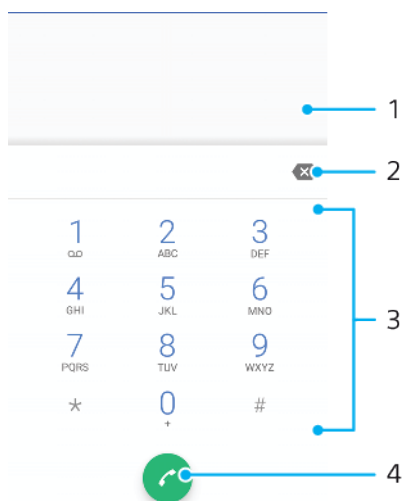 1
2
1 2 3
ABC DEF
4 5 6
GHI JKL MNO
3
7 8 9
PQRS TUV WXYZ
* 0 #
+
4